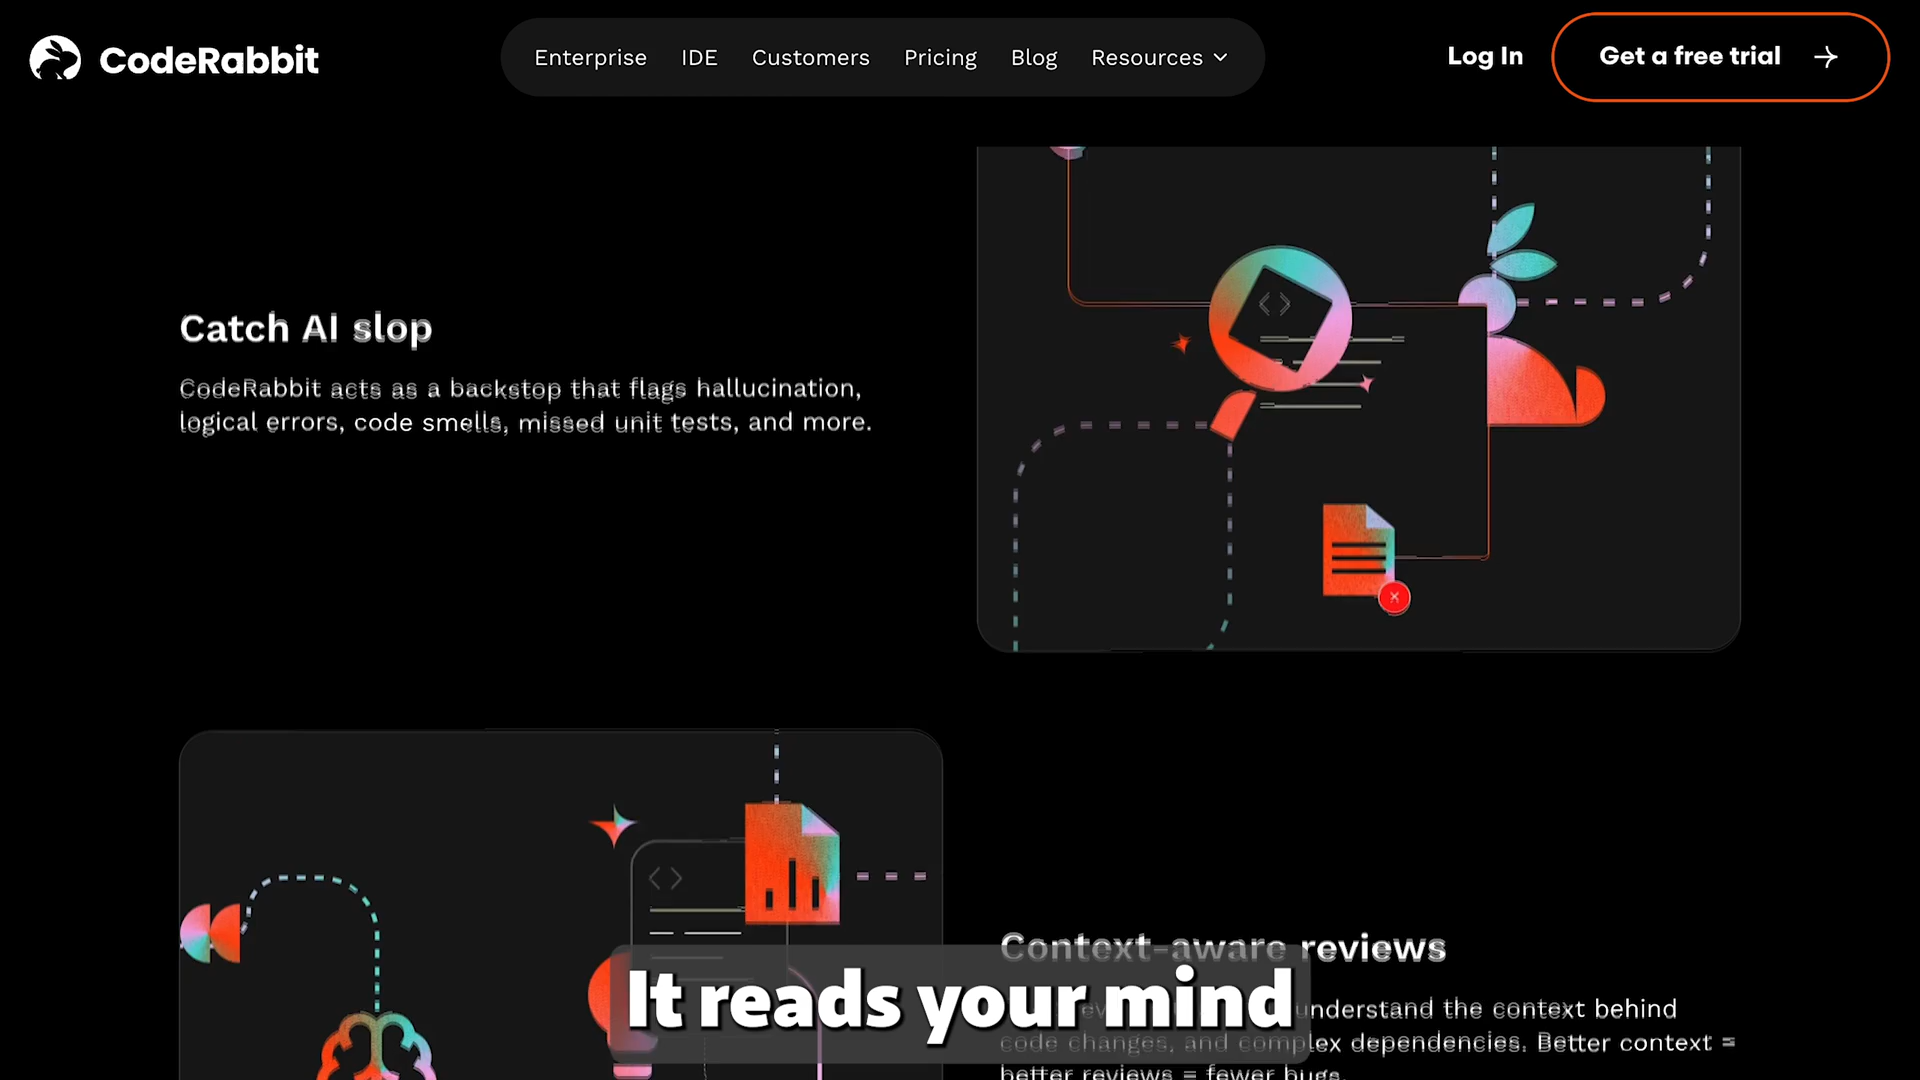 CodeRabbit
Enterprise IDE Customers Pricing Blog Resources
Log In
Get a free trial
Catch AI slop
CodeRabbit acts as a backstop that flags hallucination,
logical errors, code smells, missed unit tests, and more.
Context-aware reviews
understand the context behind
code changes, and complex dependencies. Better context =
better reviews = fewer bugs.
It reads your mind